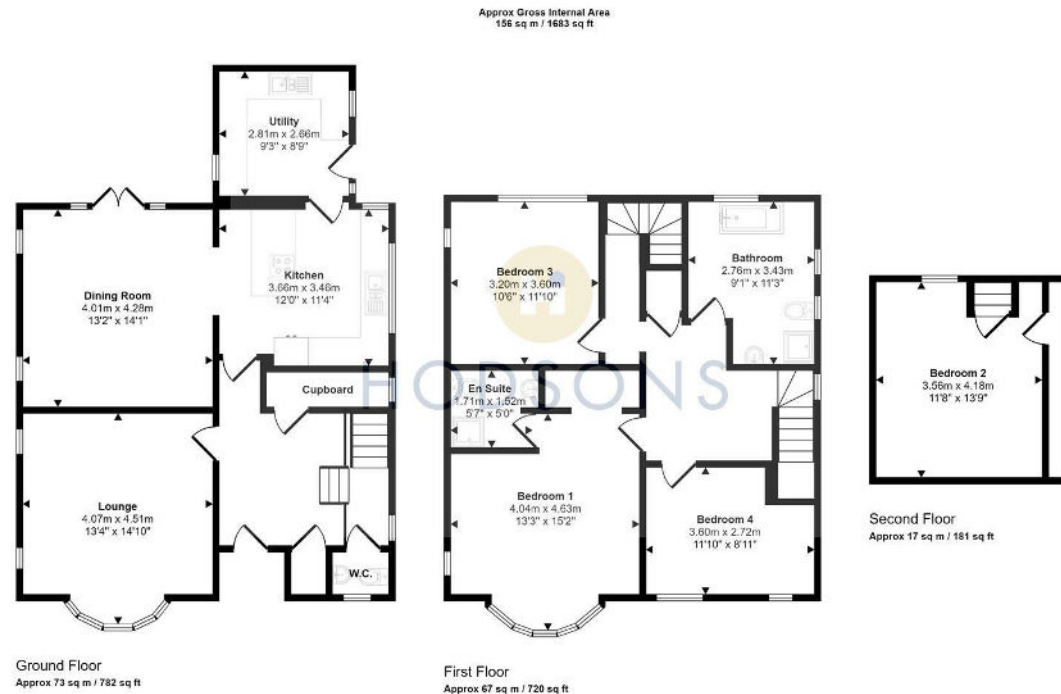 Approx Gross Internal Area
156 sq m / 1683 sq ft
Utility
2.81m x 2.66m
9'3" x 8'9"
Kitchen
3.66m x 3.46m
12'0" x 11'4"
Dining Room
4.01m x 4.28m
13'2" x 14'1"
Cupboard
Lounge
4.07m x 4.51m
13'4" x 14'10"
W.C.
Ground Floor
Approx 73 sq m / 782 sq ft
Bedroom 3
3.20m x 3.60m
10'6" x 11'10"
Bathroom
2.76m x 3.43m
9'1" x 11'3"
HODSONS
En Suite
1.71m x 1.52m
5'7" x 5'0"
Bedroom 1
4.04m x 4.63m
13'3" x 15'2"
Bedroom 4
3.60m x 2.72m
11'10" x 8'11"
First Floor
Approx 67 sq m / 720 sq ft
Bedroom 2
3.56m x 4.18m
11'8" x 13'9"
Second Floor
Approx 17 sq m / 181 sq ft